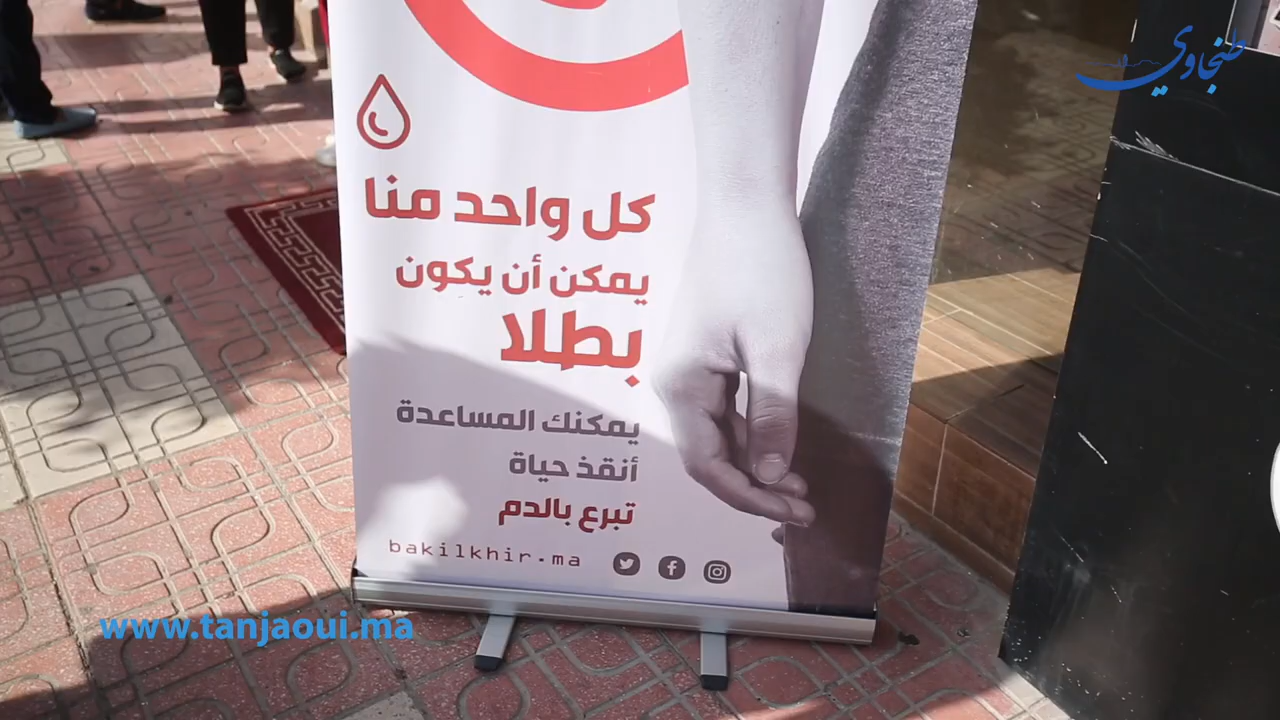 طنجاوي
كل واحد منا
يمكن أن يكون
بطلا
يمكنك المساعدة
أنقذ حياة
تبرع بالدم
bakilkhir.ma
www.tanjaoui.ma